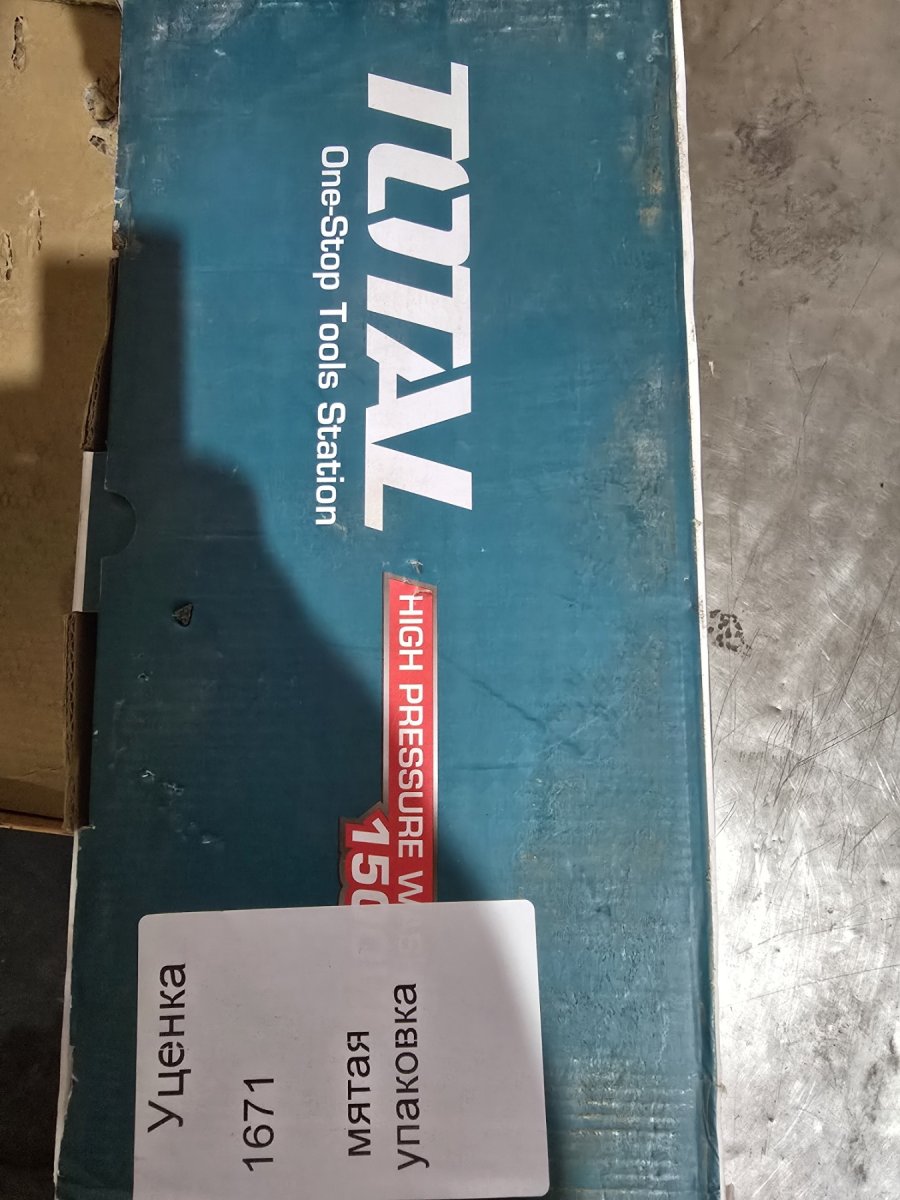 TOTAL
One-Stop Tools Station
HIGH PRESSURE
150
Уценка
1671
мятая
упаковка